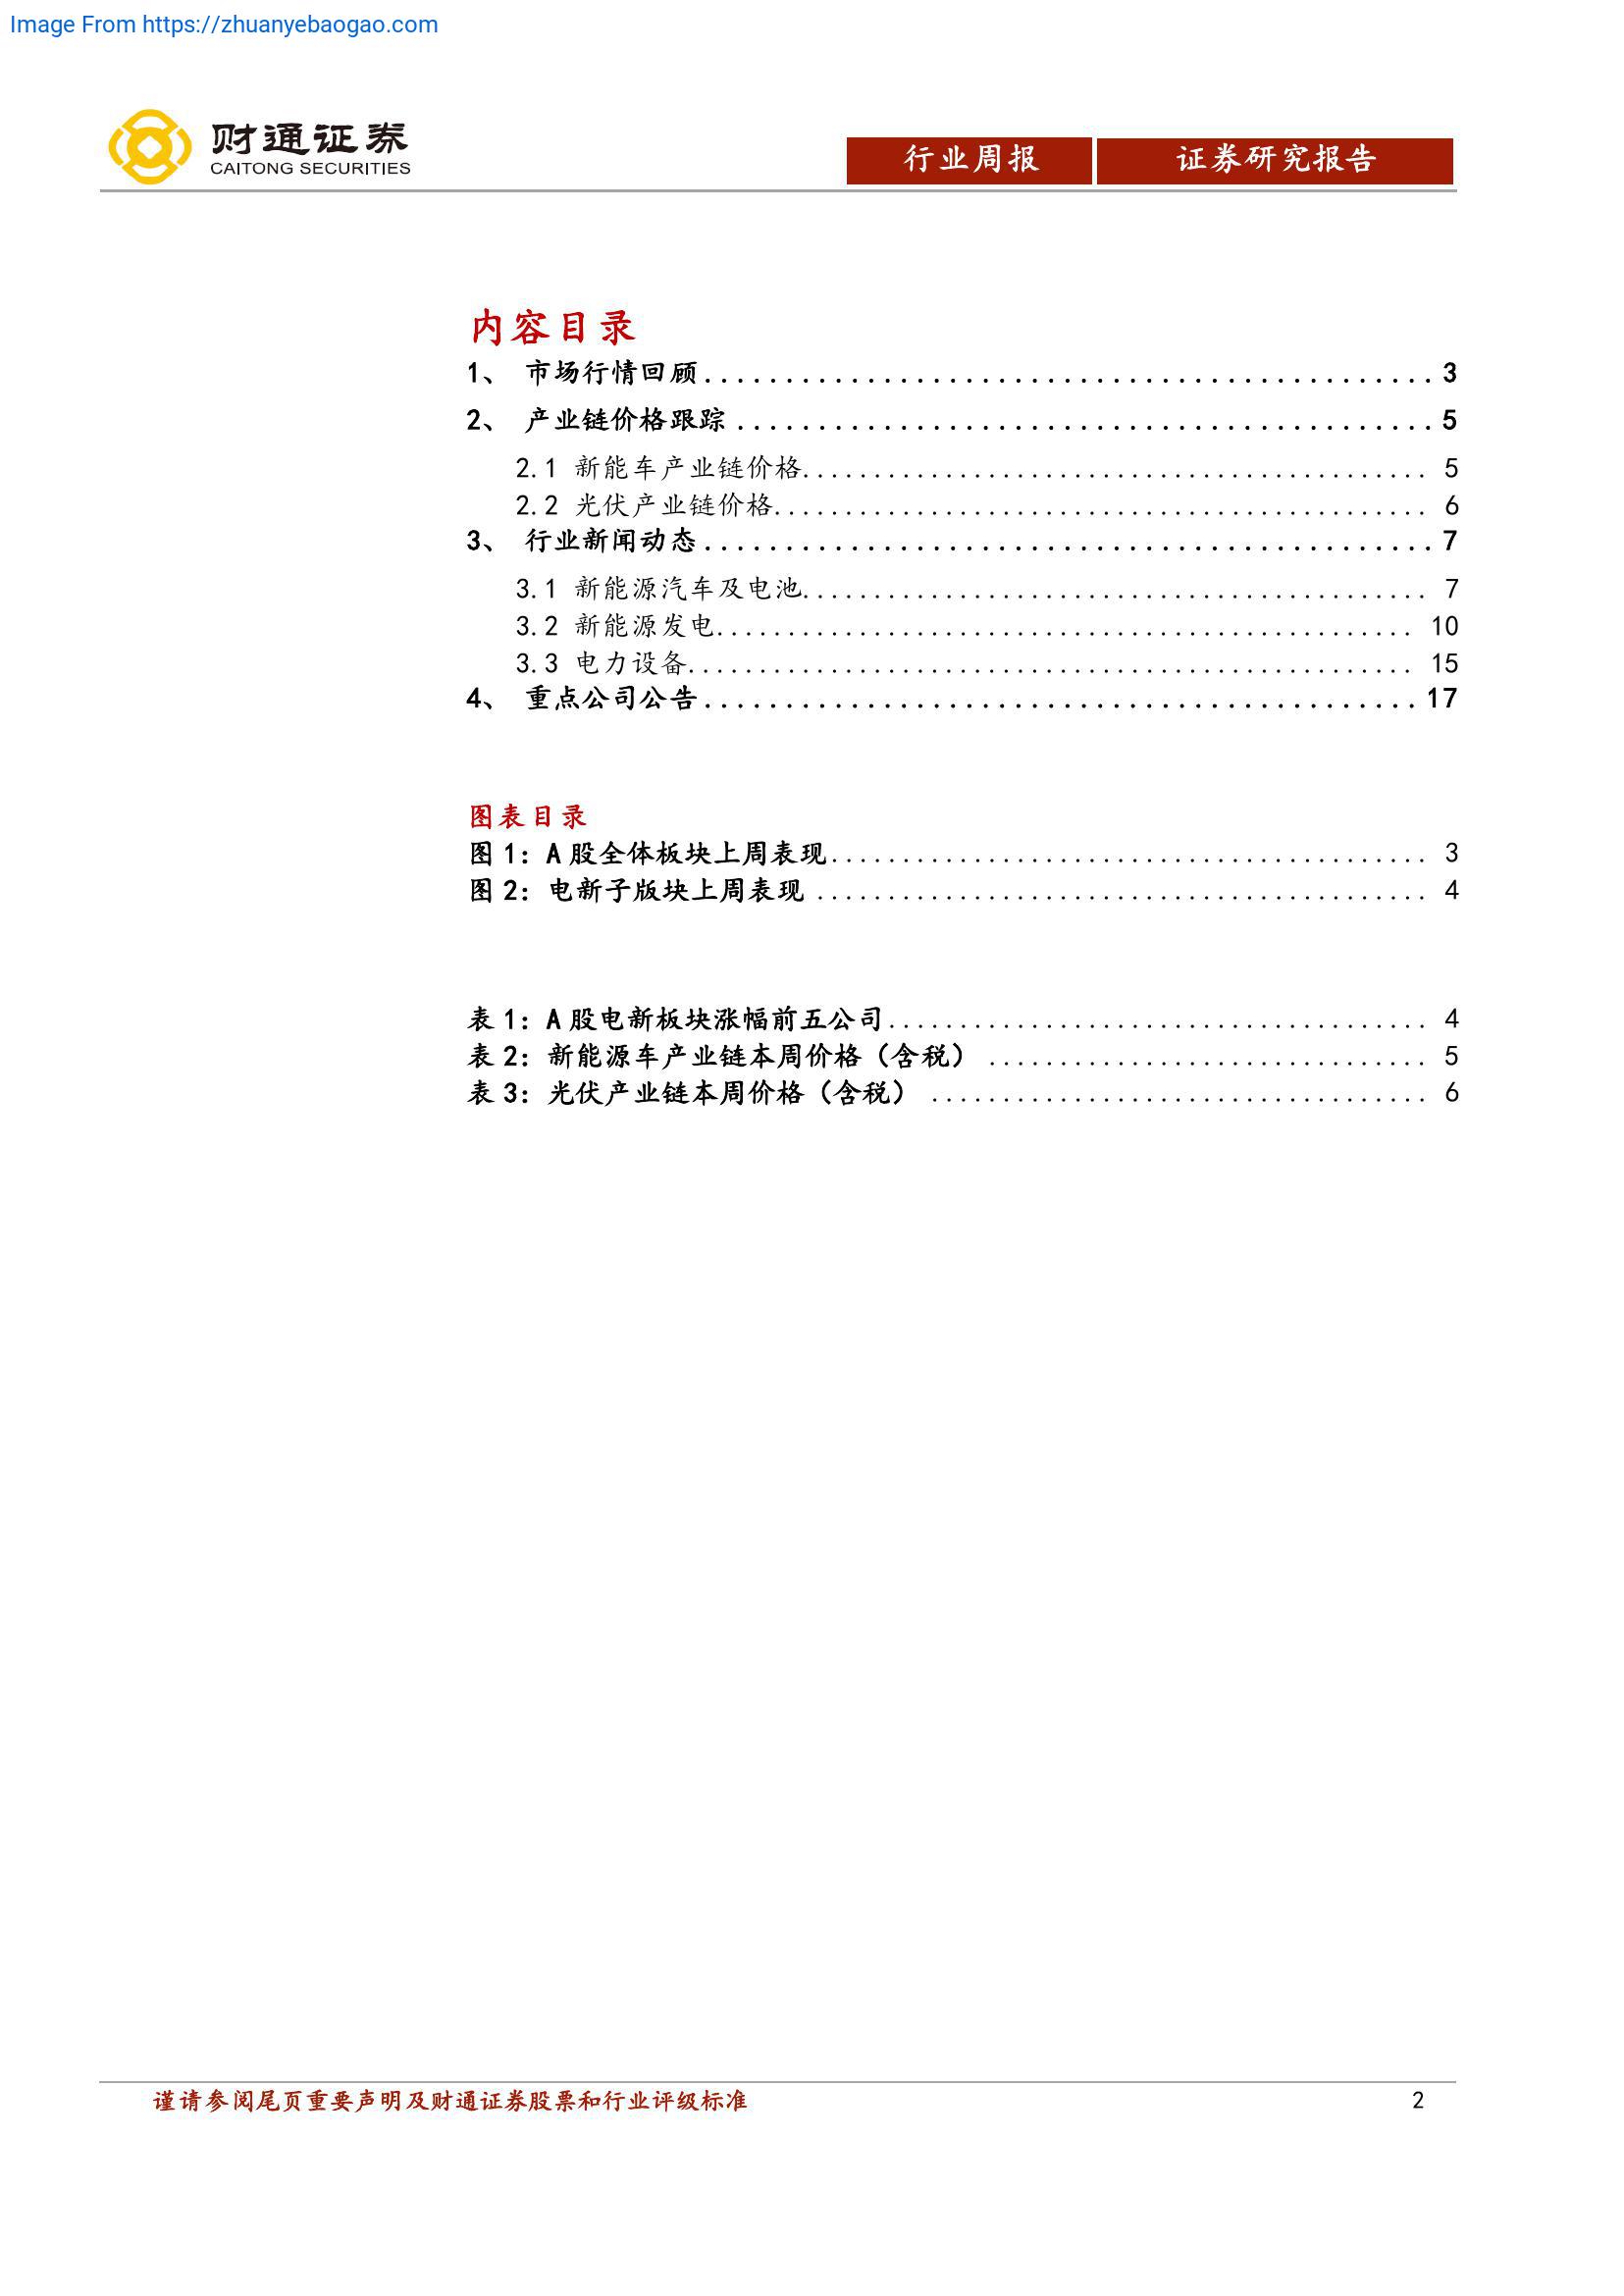 Image From https://zhuanyebaogao.com
财通证券
CAITONG SECURITIES
行业周报 证券研究报告
内容目录
1、 市场行情回顾............................................. 3
2、 产业链价格跟踪........................................... 5
2.1 新能车产业链价格............................................ 5
2.2 光伏产业链价格.............................................. 6
3、 行业新闻动态............................................. 7
3.1 新能源汽车及电池............................................ 7
3.2 新能源发电................................................. 10
3.3 电力设备................................................... 15
4、 重点公司公告............................................ 17
图表目录
图 1：A 股全体板块上周表现.......................................... 3
图 2：电新子版块上周表现 ........................................... 4
表 1：A 股电新板块涨幅前五公司...................................... 4
表 2：新能源车产业链本周价格（含税） ............................... 5
表 3：光伏产业链本周价格（含税） ................................... 6
谨请参阅尾页重要声明及财通证券股票和行业评级标准 2